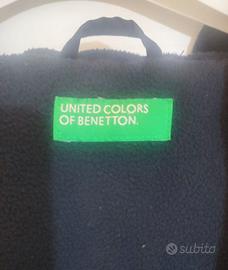 UNITED COLORS
OF BENETTON.
subito